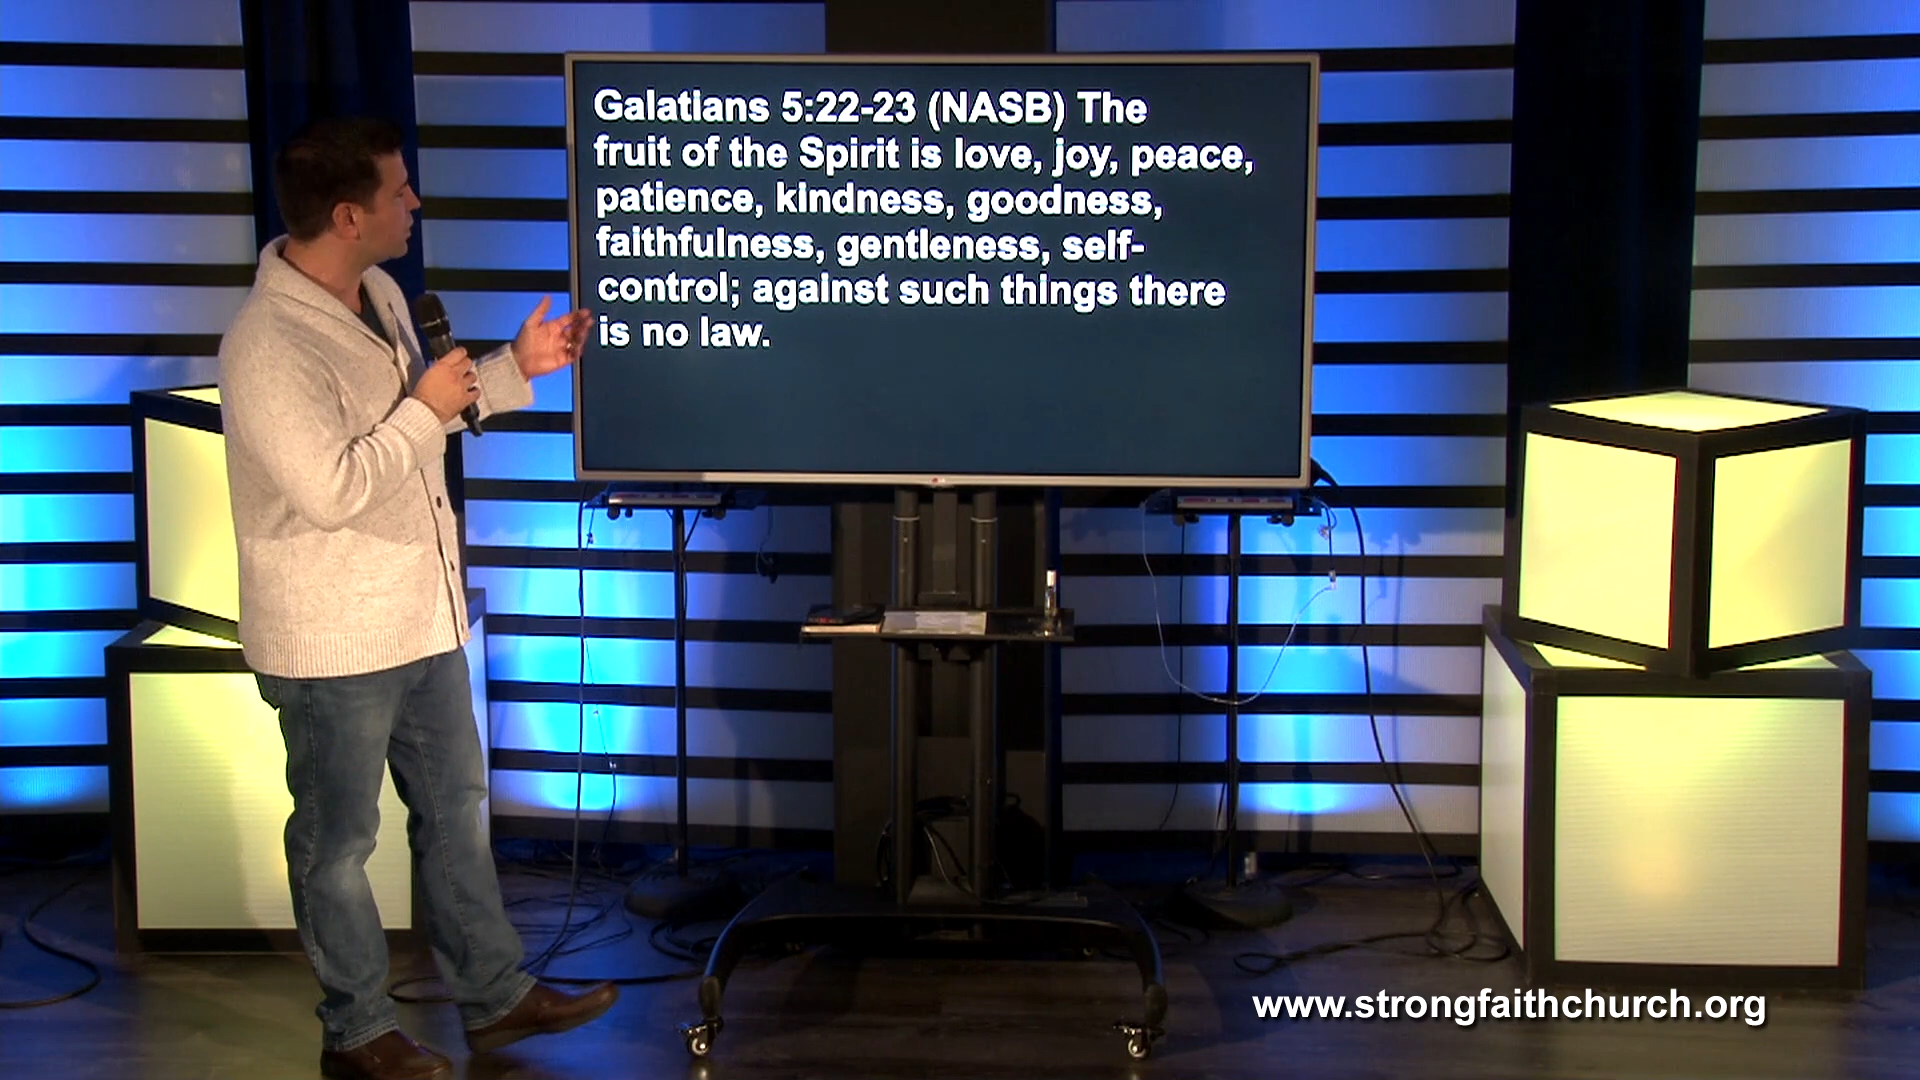 Galatians 5:22-23 (NASB) The
fruit of the Spirit is love, joy, peace,
patience, kindness, goodness,
faithfulness, gentleness, self-
control; against such things there
is no law.
www.strongfaithchurch.org